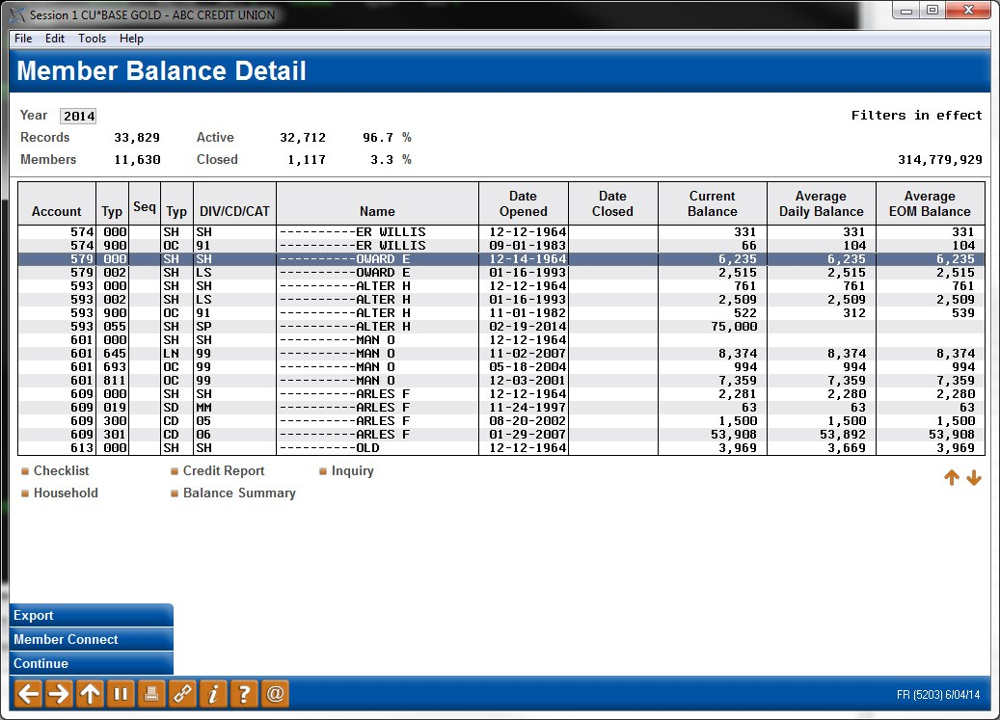 Session 1 CU*BASE GOLD - ABC CREDIT UNION
File Edit Tools Help
Member Balance Detail
Year 2014 Filters in effect
Records 33,829 Active 32,712 96.7 %
Members 11,630 Closed 1,117 3.3 % 314,779,929
Account Typ Seq Typ DIV/CD/CAT Name Date Opened Date Closed Current Balance Average Daily Balance Average EOM Balance
574 000 SH SH ----------ER WILLIS 12-12-1964 331 331 331
574 900 OC 91 ----------ER WILLIS 09-01-1983 66 104 104
579 000 SH SH ----------OWARD E 12-14-1964 6,235 6,235 6,235
579 002 SH LS ----------OWARD E 01-16-1993 2,515 2,515 2,515
593 000 SH SH ----------ALTER H 12-12-1964 761 761 761
593 002 SH LS ----------ALTER H 01-16-1993 2,509 2,509 2,509
593 900 OC 91 ----------ALTER H 11-01-1982 522 312 539
593 055 SH SP ----------ALTER H 02-19-2014 75,000
601 000 SH SH ----------MAN O 12-12-1964
601 645 LN 99 ----------MAN O 11-02-2007 8,374 8,374 8,374
601 693 OC 99 ----------MAN O 05-18-2004 994 994 994
601 811 OC 99 ----------MAN O 12-03-2001 7,359 7,359 7,359
609 000 SH SH ----------ARLES F 12-12-1964 2,281 2,280 2,280
609 019 SD MM ----------ARLES F 11-24-1997 63 63 63
609 300 CD 05 ----------ARLES F 08-20-2002 1,500 1,500 1,500
609 301 CD 06 ----------ARLES F 01-29-2007 53,908 53,892 53,908
613 000 SH SH ----------OLD 12-12-1964 3,969 3,669 3,969
Checklist Credit Report Inquiry
Household Balance Summary
Export
Member Connect
Continue
FR (5203) 6/04/14